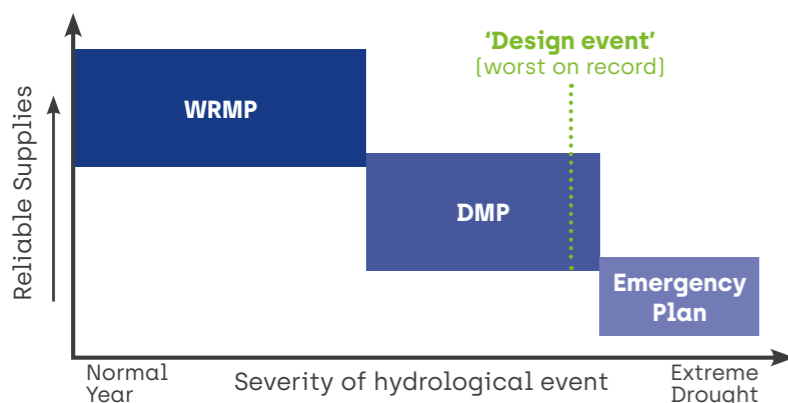 ‘Design event’
(worst on record)
WRMP
Reliable Supplies
DMP
Emergency
Plan
Normal
Year
Severity of hydrological event
Extreme
Drought